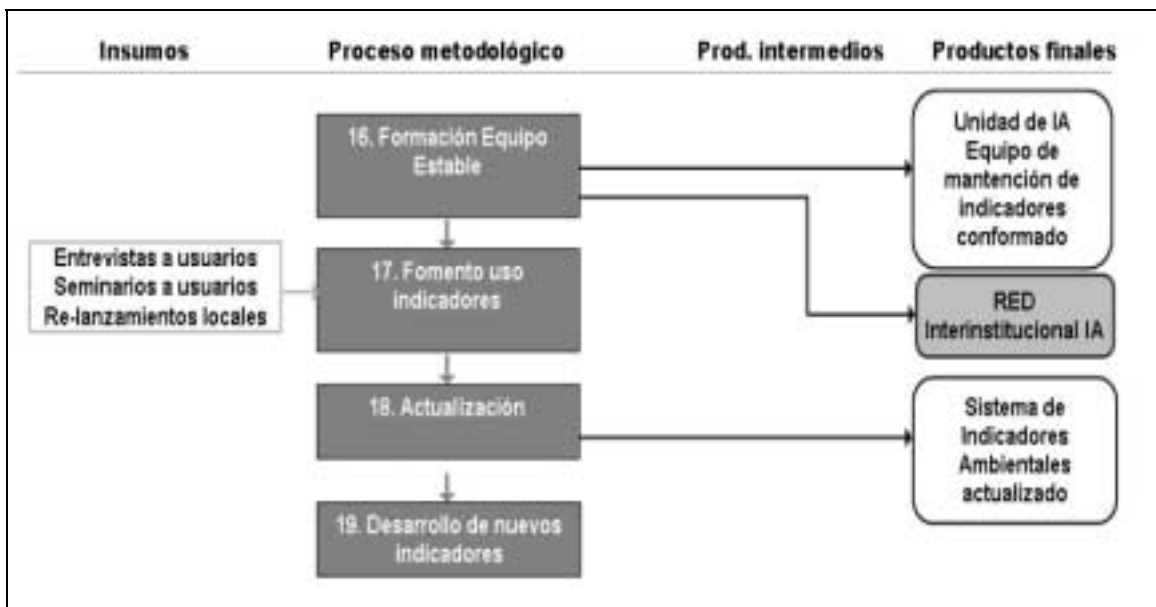 Insumos
Proceso metodológico
Prod. intermedios
Productos finales
16. Formación Equipo
Estable
Unidad de IA
Equipo de
mantención de
indicadores
conformado
Entrevistas a usuarios
Seminarios a usuarios
Re-lanzamientos locales
17. Fomento uso
indicadores
RED
Interinstitucional IA
18. Actualización
Sistema de
Indicadores
Ambientales
actualizado
19. Desarrollo de nuevos
indicadores